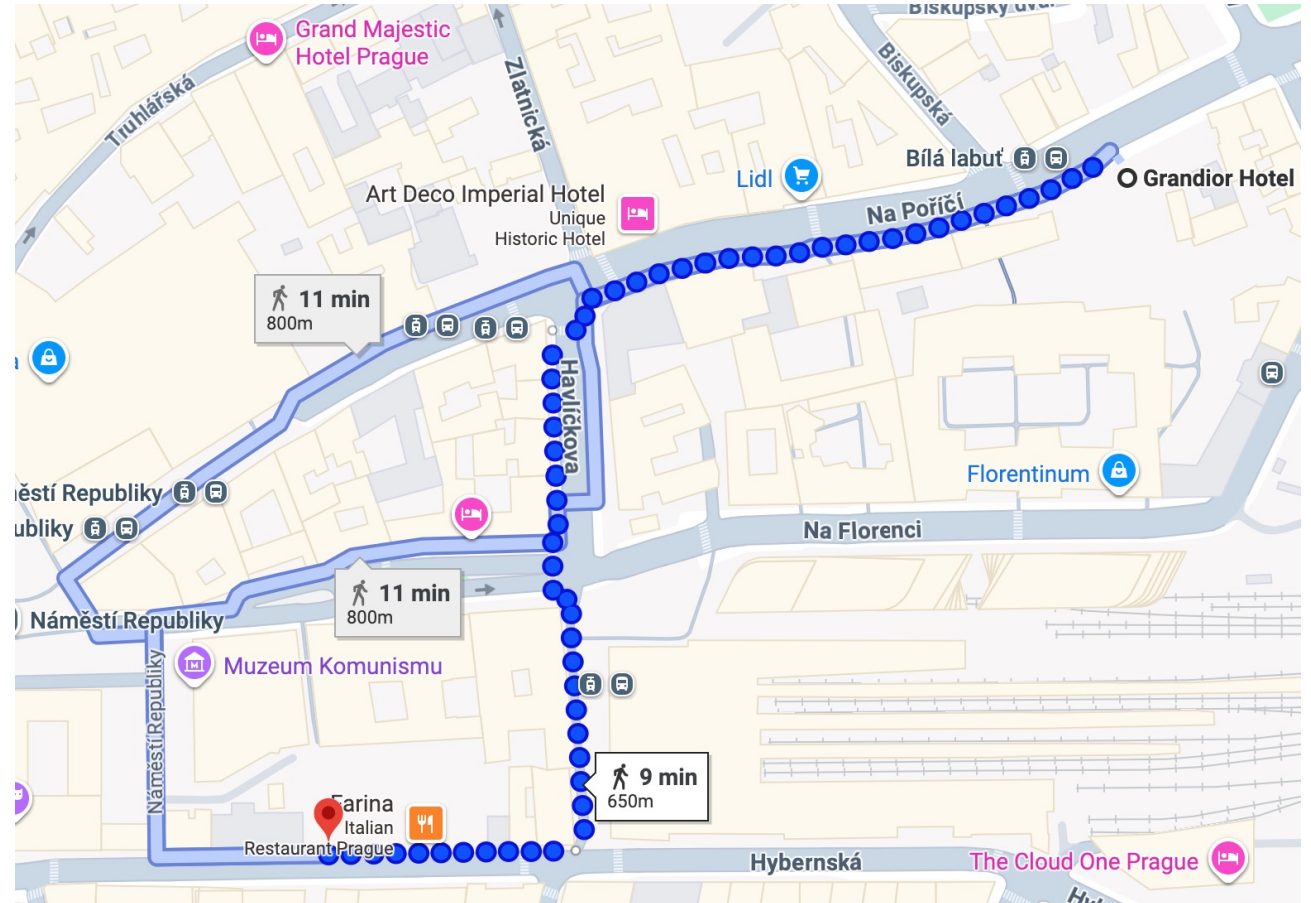 Biskupský dvůr
Grand Majestic
Hotel Prague
Truhlářská
Zlatnická
Biskupská
Bílá labuť
Lidl
Grandior Hotel
Art Deco Imperial Hotel
Unique
Historic Hotel
Na Poříčí
11 min
800m
Havlíčkova
Florentinum
ěstí Republiky
ubliky
Na Florenci
11 min
800m
Náměstí Republiky
Muzeum Komunismu
Náměstí Republiky
9 min
650m
Farina
Italian
Restaurant Prague
Hybernská
The Cloud One Prague